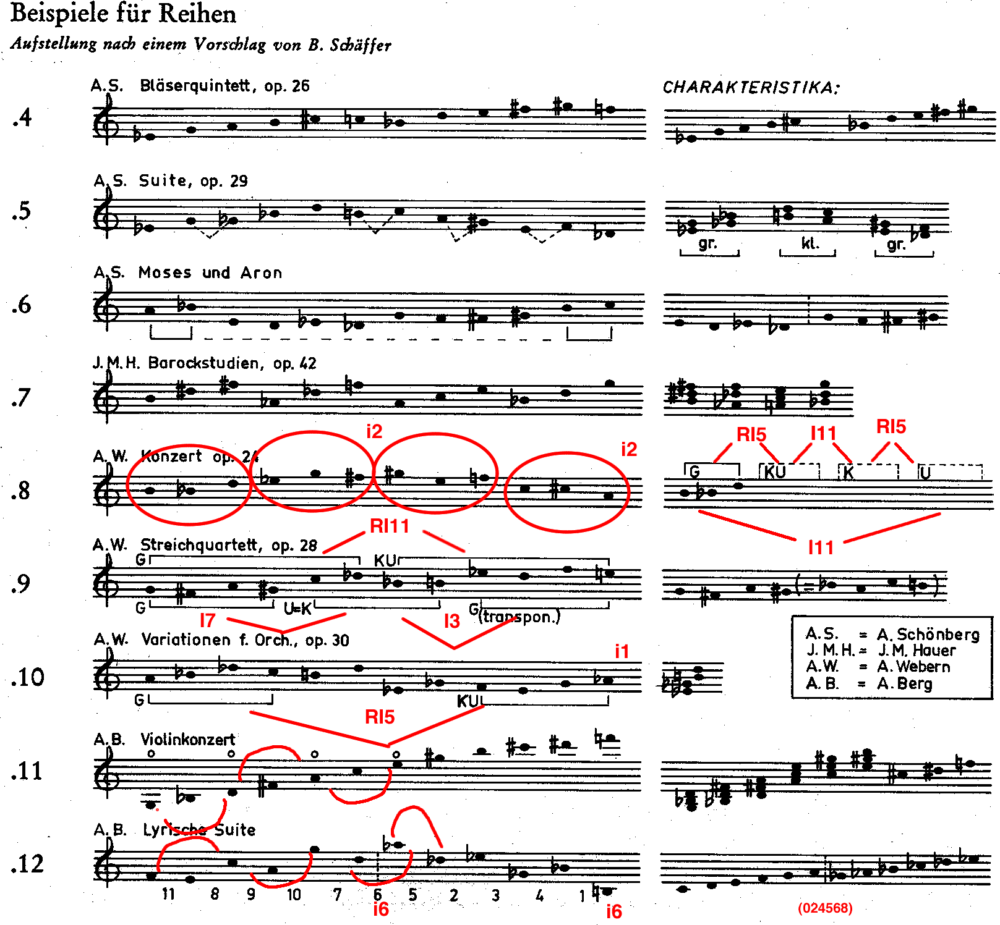 Beispiele für Reihen
Aufstellung nach einem Vorschlag von B. Schäffer
A.S. Bläserquintett, op. 26
CHARAKTERISTIKA:
.4
A.S. Suite, op. 29
.5
gr. kl. gr.
A.S. Moses und Aron
.6
J.M.H. Barockstudien, op. 42
.7
i2 RI5 I11 RI5
i2
A.W. Konzert op. 24
G KU K U
.8
RI11
I11
A.W. Streichquartett, op. 28
G KU
.9
G U=K G (transpon.)
I7 I3
A.W. Variationen f. Orch., op. 30
i1
.10
G KU
RI5
A.S. = A. Schönberg
J.M.H. = J.M. Hauer
A.W. = A. Webern
A.B. = A. Berg
A.B. Violinkonzert
.11
A.B. Lyrische Suite
.12
11 8 9 10 7 6 5 2 3 4 1
i6 i6
(024568)